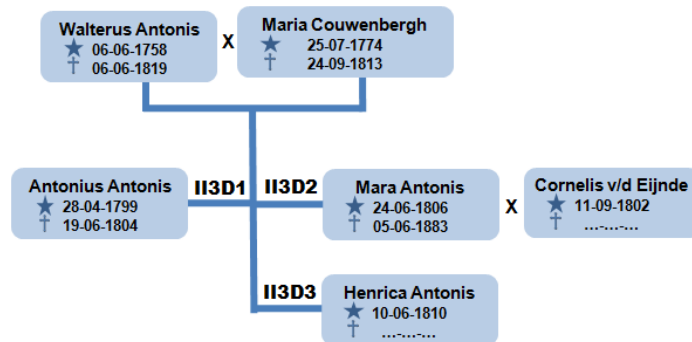 Walterus Antonis
★ 06-06-1758
† 06-06-1819
X
Maria Couwenbergh
★ 25-07-1774
† 24-09-1813
Antonius Antonis
★ 28-04-1799
† 19-06-1804
II3D1
II3D2
Mara Antonis
★ 24-06-1806
† 05-06-1883
X
Cornelis v/d Eijnde
★ 11-09-1802
† ...-...-...
II3D3
Henrica Antonis
★ 10-06-1810
† ...-...-...